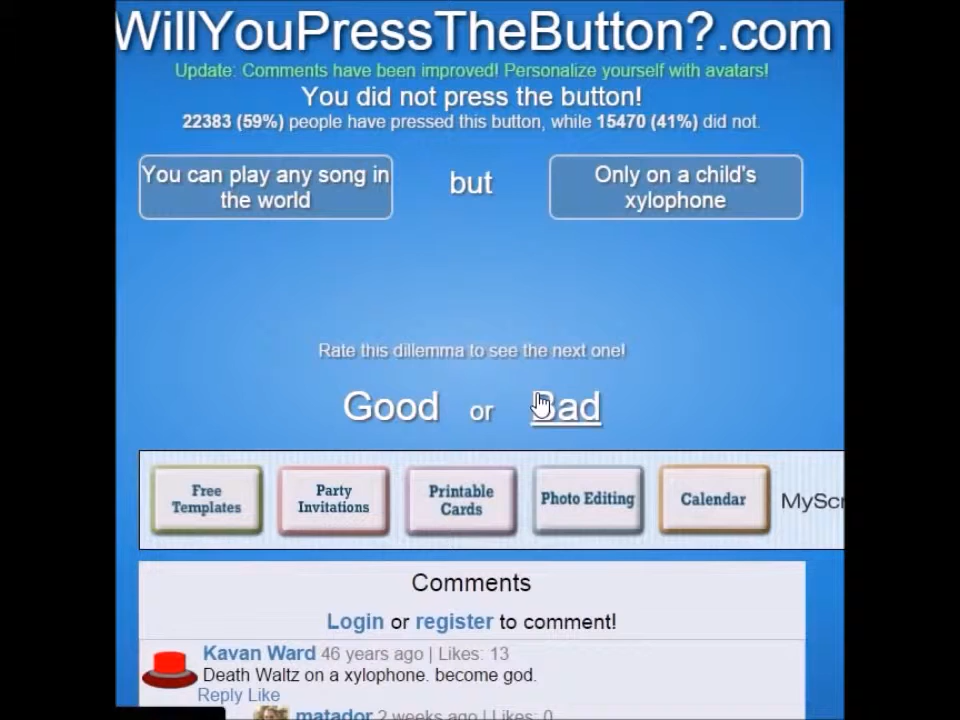 WillYouPressTheButton?.com
Update: Comments have been improved! Personalize yourself with avatars!
You did not press the button!
22383 (59%) people have pressed this button, while 15470 (41%) did not.
You can play any song in
the world
but
Only on a child's
xylophone
Rate this dillemma to see the next one!
Good or Bad
Free
Templates
Party
Invitations
Printable
Cards
Photo Editing
Calendar
MyScr
Comments
Login or register to comment!
Kavan Ward 46 years ago | Likes: 13
Death Waltz on a xylophone. become god.
Reply Like
matador 2 weeks ago | Likes: 0